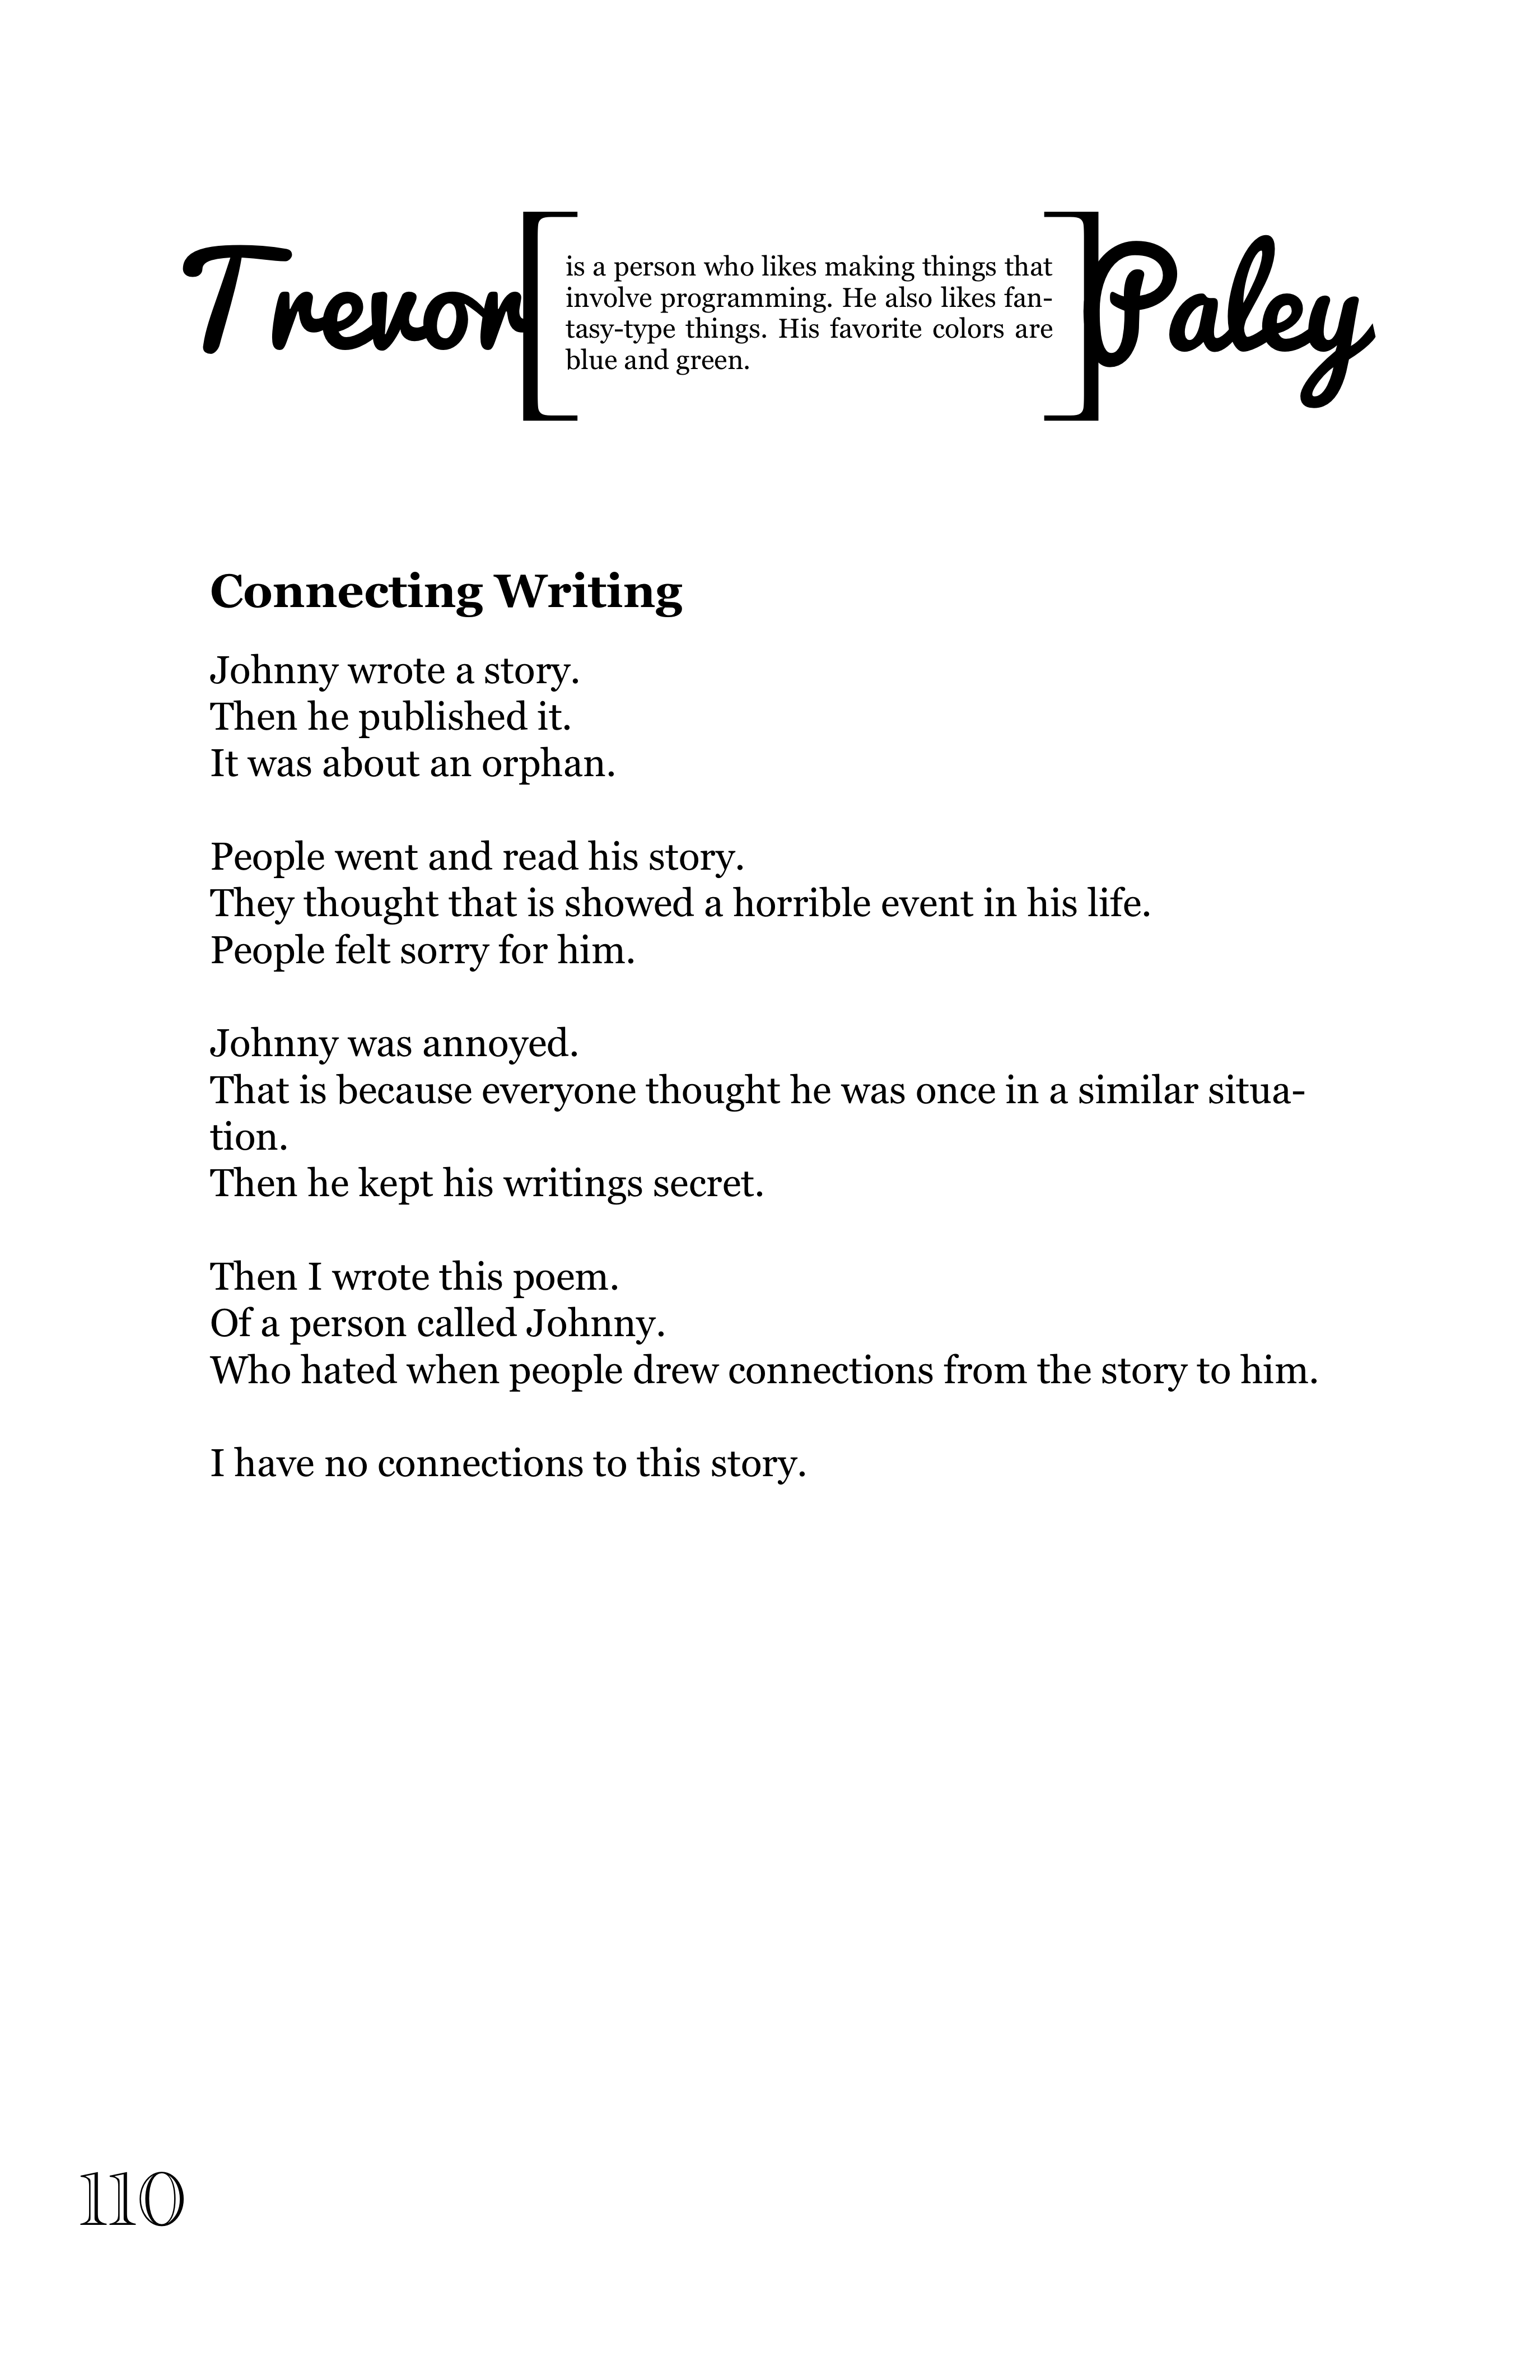 Trevor
is a person who likes making things that
involve programming. He also likes fan-
tasy-type things. His favorite colors are
blue and green.
Paley
Connecting Writing
Johnny wrote a story.
Then he published it.
It was about an orphan.
People went and read his story.
They thought that is showed a horrible event in his life.
People felt sorry for him.
Johnny was annoyed.
That is because everyone thought he was once in a similar situa-
tion.
Then he kept his writings secret.
Then I wrote this poem.
Of a person called Johnny.
Who hated when people drew connections from the story to him.
I have no connections to this story.
110